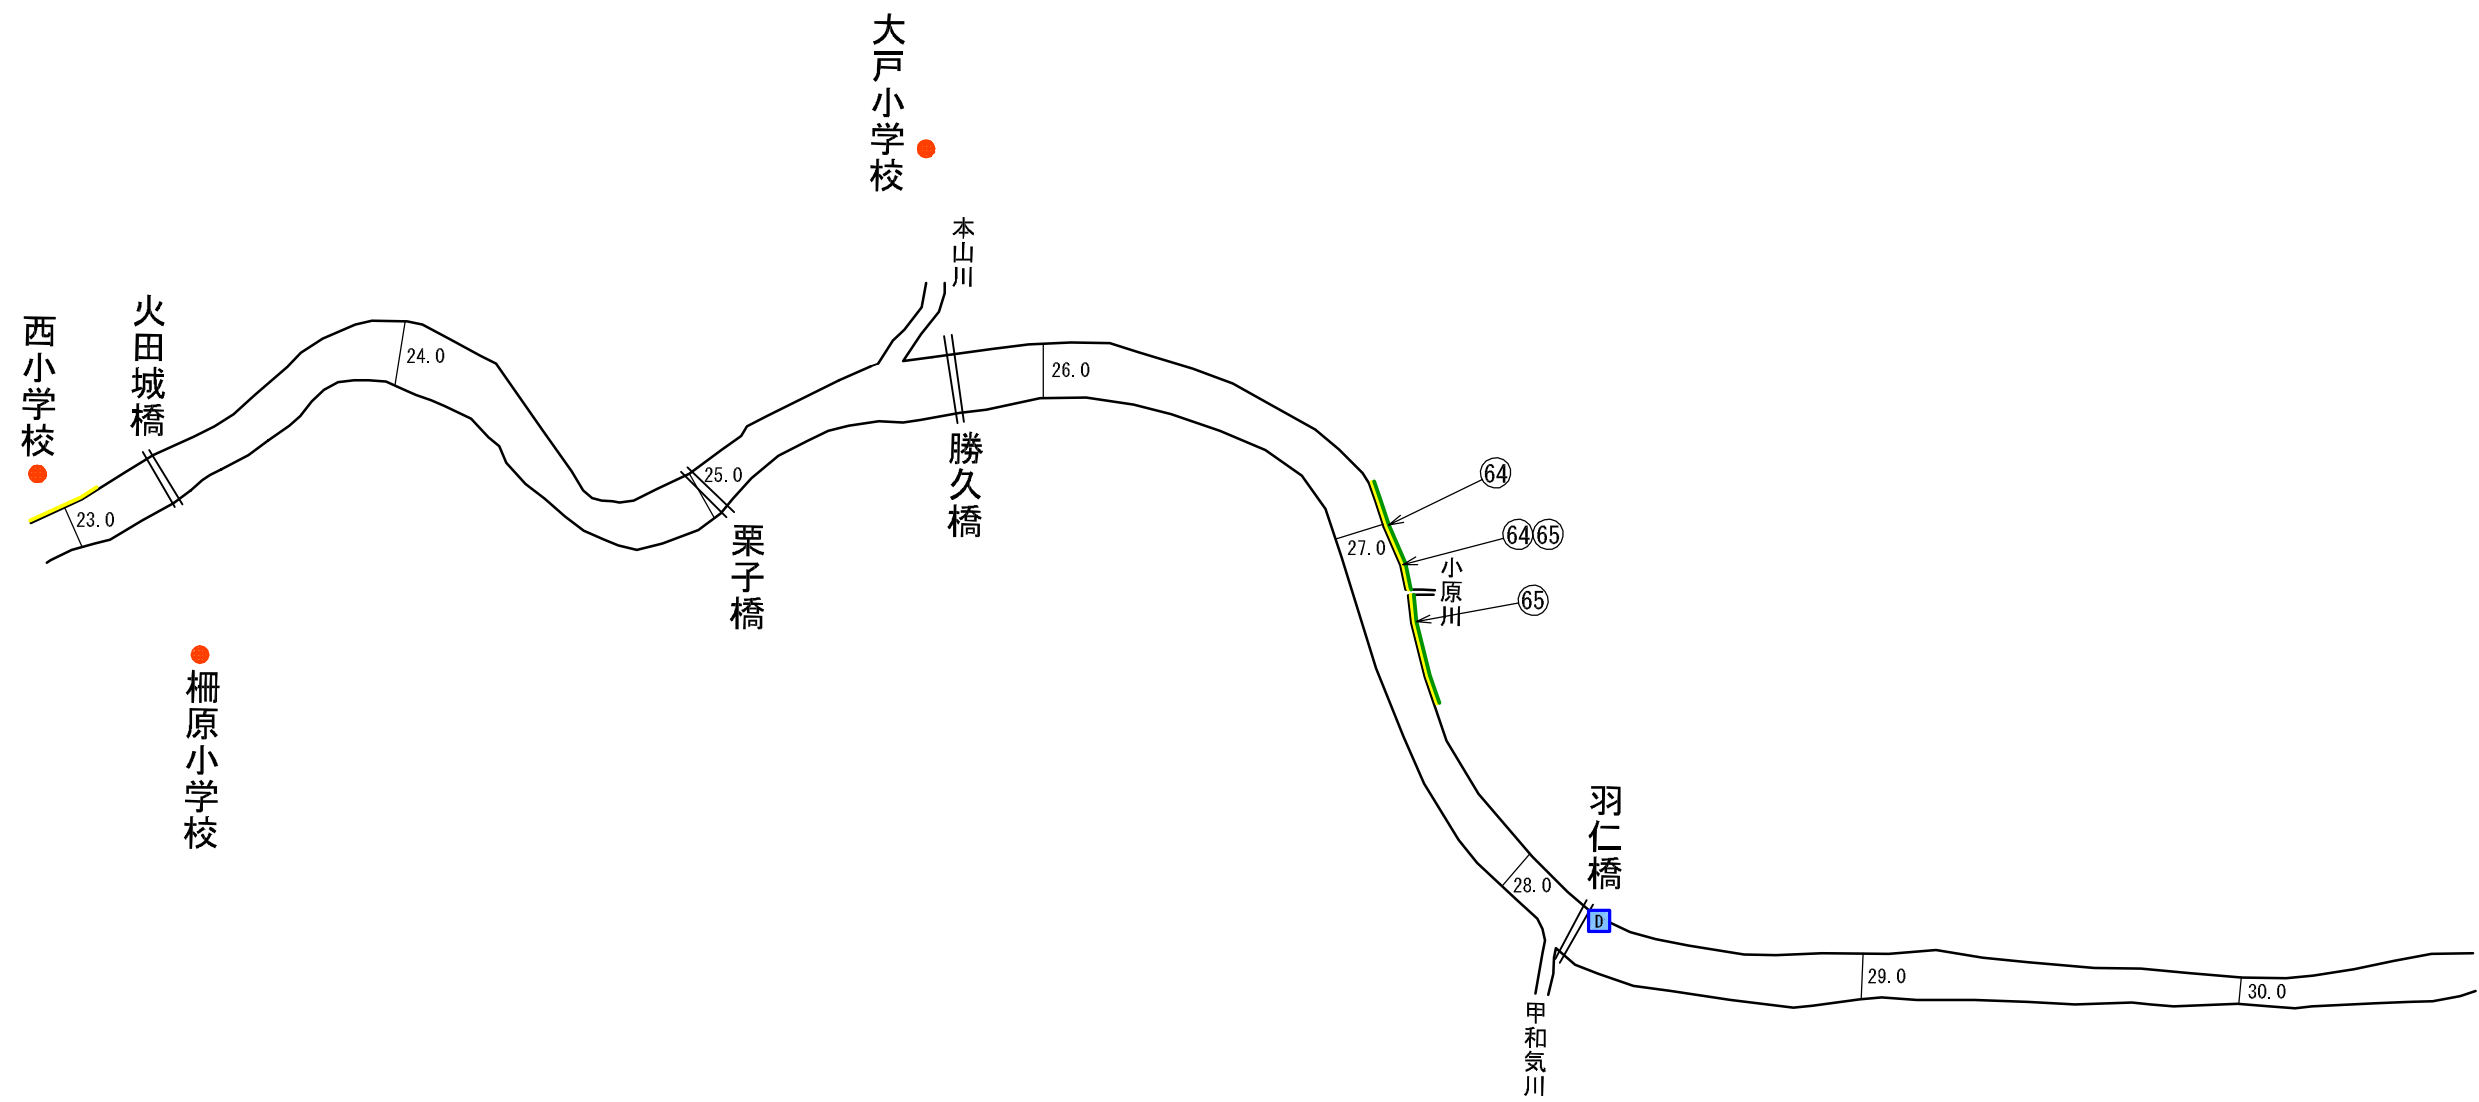 大戸小学校
本山川
火田城橋
西小学校
24.0
26.0
25.0
勝久橋
64
23.0
栗子橋
64 65
27.0
小原川
65
柵原小学校
羽仁橋
28.0
D
29.0
30.0
甲和気川